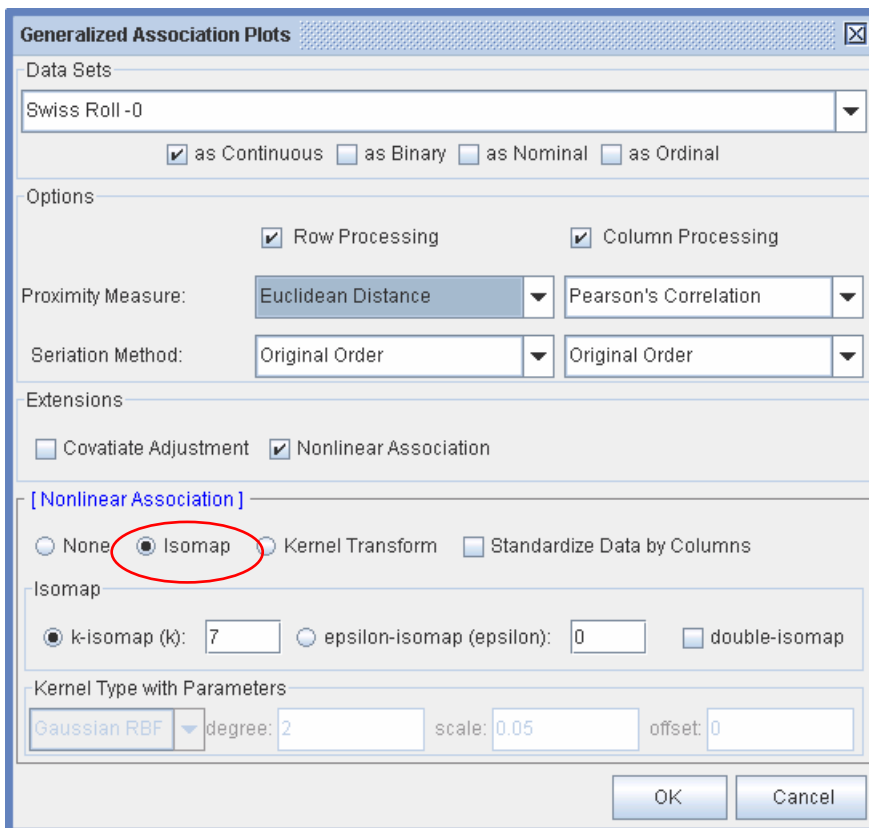 Generalized Association Plots
Data Sets
Swiss Roll -0
as Continuous as Binary as Nominal as Ordinal
Options
Row Processing Column Processing
Proximity Measure: Euclidean Distance Pearson's Correlation
Seriation Method: Original Order Original Order
Extensions
Covatiate Adjustment Nonlinear Association
[ Nonlinear Association ]
None Isomap Kernel Transform Standardize Data by Columns
Isomap
k-isomap (k): 7 epsilon-isomap (epsilon): 0 double-isomap
Kernel Type with Parameters
Gaussian RBF degree: 2 scale: 0.05 offset: 0
OK Cancel